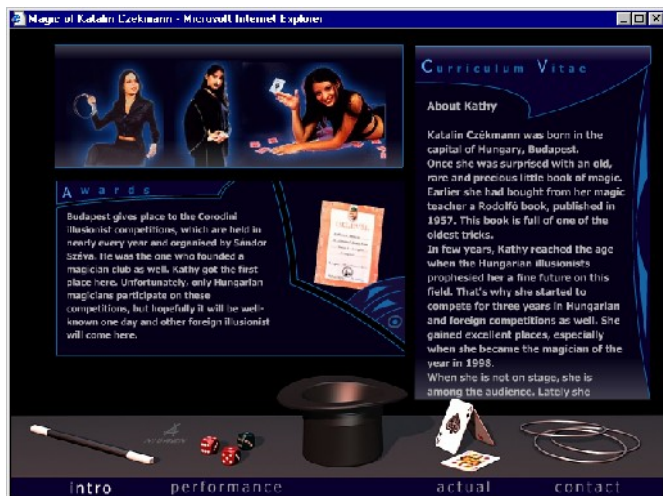 Magic of Katalin Czekmann - Microsoft Internet Explorer
Curriculum Vitae
About Kathy
Katalin Czékmann was born in the
capital of Hungary, Budapest.
Once she was surprised with an old,
rare and precious little book of magic.
Earlier she had bought from her magic
teacher a Rodolfó book, published in
1957. This book is full of one of the
oldest tricks.
In few years, Kathy reached the age
when the Hungarian illusionists
prophesied her a fine future on this
field. That's why she started to
compete for three years in Hungarian
and foreign competitions as well. She
gained excellent places, especially
when she became the magician of the
year in 1998.
When she is not on stage, she is
among the audience. Lately she
Awards
Budapest gives place to the Corodini
illusionist competitions, which are held in
nearly every year and organised by Sándor
Széva. He was the one who founded a
magician club as well. Kathy got the first
place here. Unfortunately, only Hungarian
magicians participate on these
competitions, but hopefully it will be well-
known one day and other foreign illusionist
will come here.
OKLEVÉL
intro
performance
actual
contact